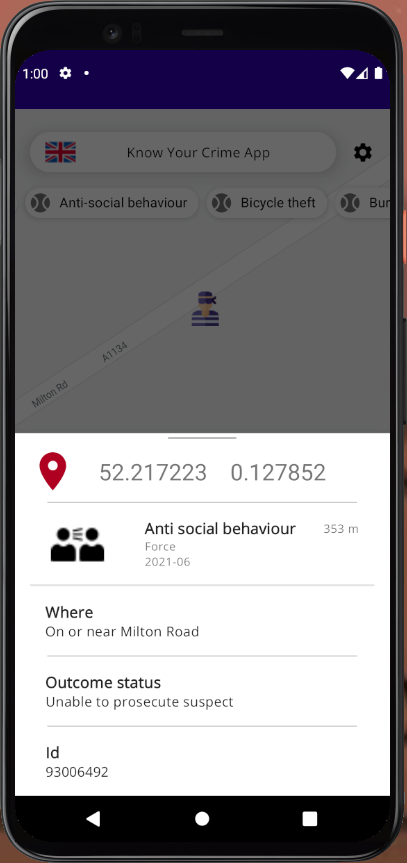 1:00
Know Your Crime App
Anti-social behaviour
Bicycle theft
Bur
A1134
Milton Rd
52.217223 0.127852
Anti social behaviour 353 m
Force
2021-06
Where
On or near Milton Road
Outcome status
Unable to prosecute suspect
Id
93006492